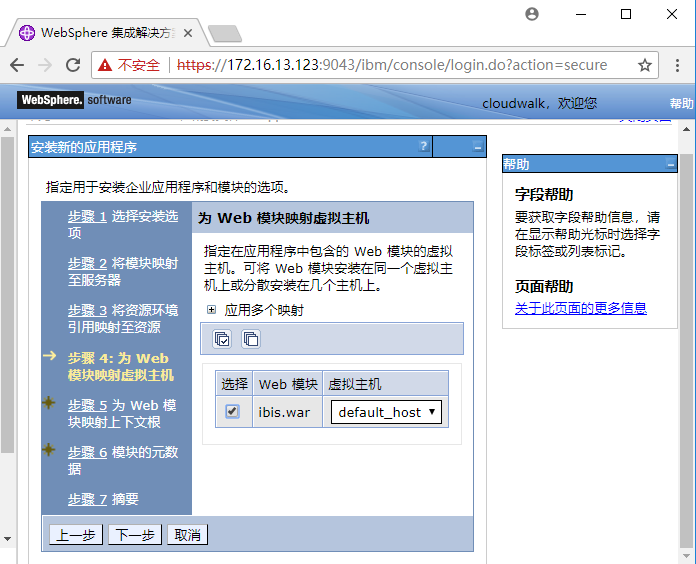 WebSphere 集成解决方
不安全 https://172.16.13.123:9043/ibm/console/login.do?action=secure
WebSphere. software
cloudwalk，欢迎您
帮助
安装新的应用程序
?
指定用于安装企业应用程序和模块的选项。
步骤 1 选择安装选
项
步骤 2 将模块映射
至服务器
步骤 3 将资源环境
引用映射至资源
步骤 4: 为 Web
模块映射虚拟主机
步骤 5 为 Web 模
块映射上下文根
步骤 6 模块的元数
据
步骤 7 摘要
为 Web 模块映射虚拟主机
指定在应用程序中包含的 Web 模块的虚拟
主机。可将 Web 模块安装在同一个虚拟主
机上或分散安装在几个主机上。
应用多个映射
选择 Web 模块 虚拟主机
ibis.war default_host
上一步 下一步 取消
帮助
字段帮助
要获取字段帮助信息，请
在显示帮助光标时选择字
段标签或列表标记。
页面帮助
关于此页面的更多信息